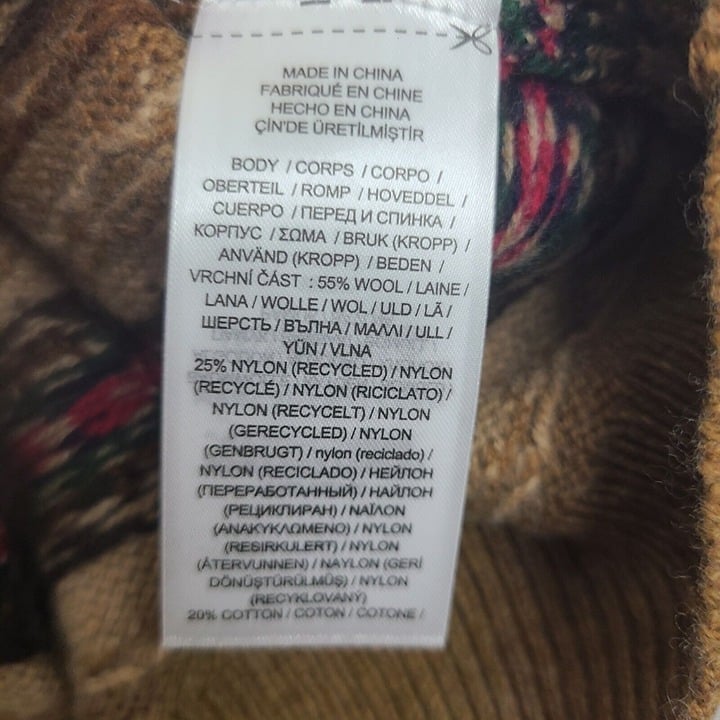 MADE IN CHINA
FABRIQUÉ EN CHINE
HECHO EN CHINA
ÇİN'DE ÜRETİLMİŞTİR
BODY / CORPS / CORPO /
OBERTEIL / ROMP / HOVEDDEL /
CUERPO / ПЕРЕД И СПИНКА /
КОРПУС / ΣΩΜΑ / BRUK (KROPP) /
ANVÄND (KROPP) / BEDEN /
VRCHNÍ ČÁST : 55% WOOL / LAINE /
LANA / WOLLE / WOL / ULD / LÃ /
ШЕРСТЬ / ВЪЛНА / ΜΑΛΛΙ / ULL /
YÜN / VLNA
25% NYLON (RECYCLED) / NYLON
(RECYCLÉ) / NYLON (RICICLATO) /
NYLON (RECYCELT) / NYLON
(GERECYCLED) / NYLON
(GENBRUGT) / nylon (reciclado) /
NYLON (RECICLADO) / НЕЙЛОН
(ПЕРЕРАБОТАННЫЙ) / НАЙЛОН
(РЕЦИКЛИРАН) / ΝΑΪΛΟΝ
(ΑΝΑΚΥΚΛΩΜΕΝΟ) / NYLON
(RESIRKULERT) / NYLON
(ÅTERVUNNEN) / NAYLON (GERİ
DÖNÜŞTÜRÜLMÜŞ) / NYLON
(RECYKLOVANÝ)
20% COTTON / COTON / COTONE /